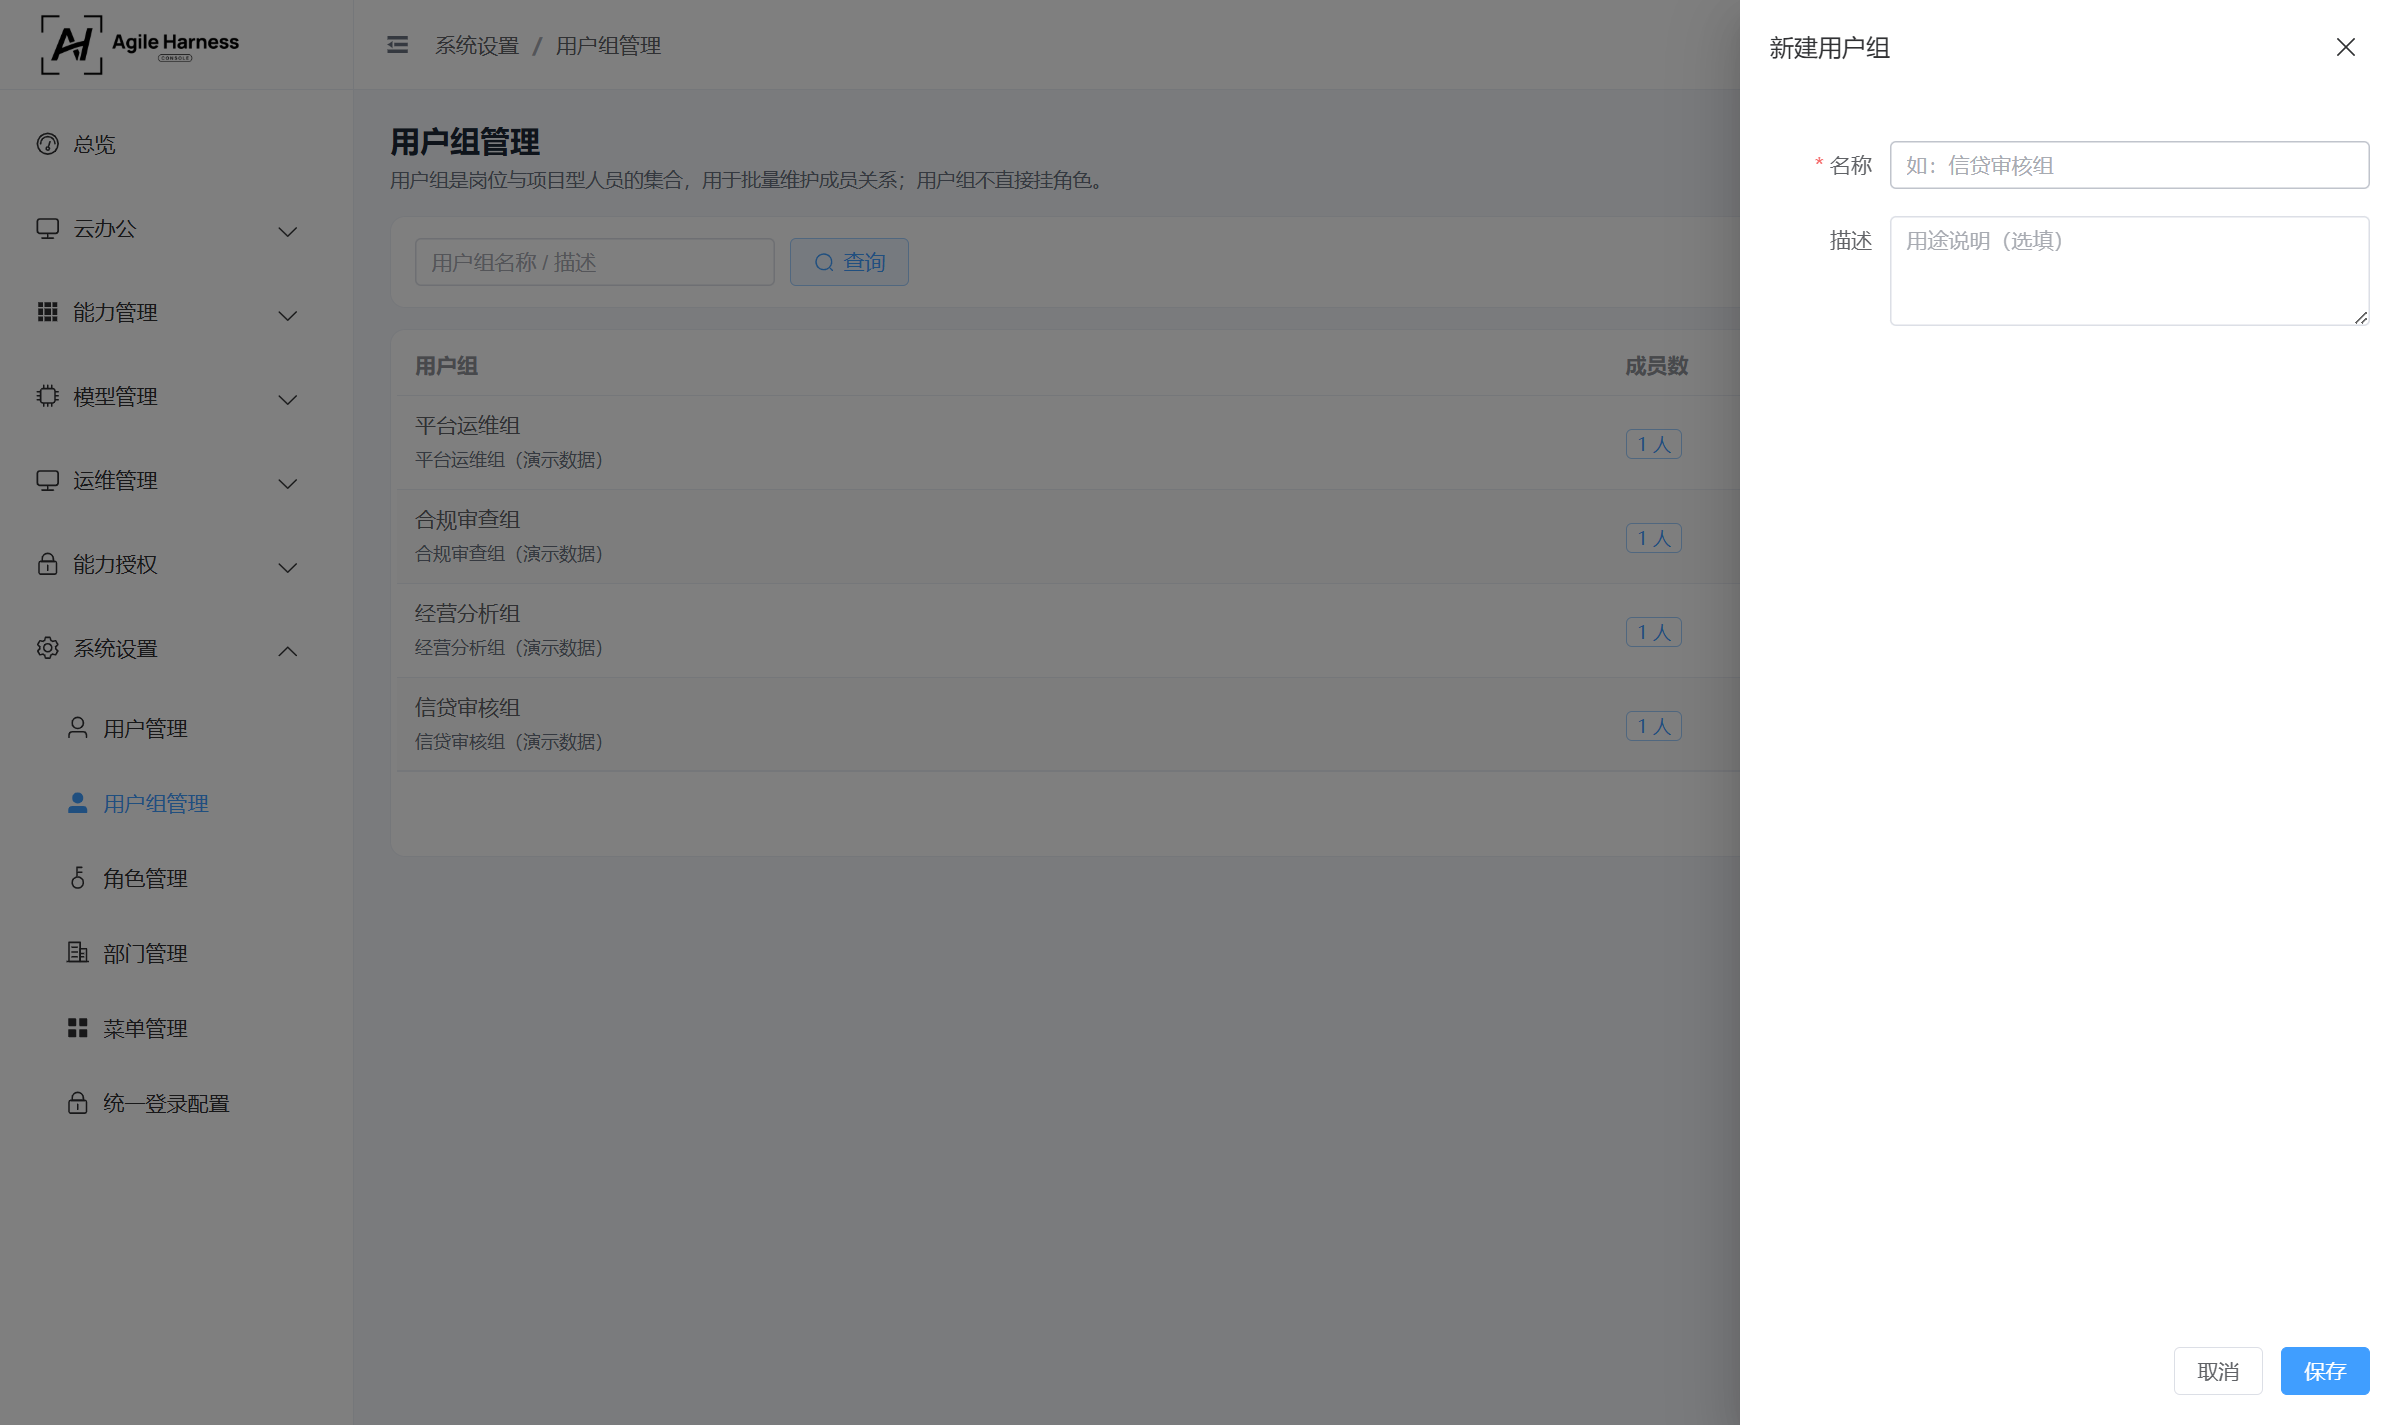 Agile Harness
CONSOLE
系统设置 / 用户组管理
总览
云办公
能力管理
模型管理
运维管理
能力授权
系统设置
用户管理
用户组管理
角色管理
部门管理
菜单管理
统一登录配置
用户组管理
用户组是岗位与项目型人员的集合，用于批量维护成员关系；用户组不直接挂角色。
用户组名称 / 描述
查询
用户组 成员数
平台运维组
平台运维组（演示数据）
1 人
合规审查组
合规审查组（演示数据）
1 人
经营分析组
经营分析组（演示数据）
1 人
信贷审核组
信贷审核组（演示数据）
1 人
新建用户组
* 名称 如：信贷审核组
描述 用途说明（选填）
取消 保存